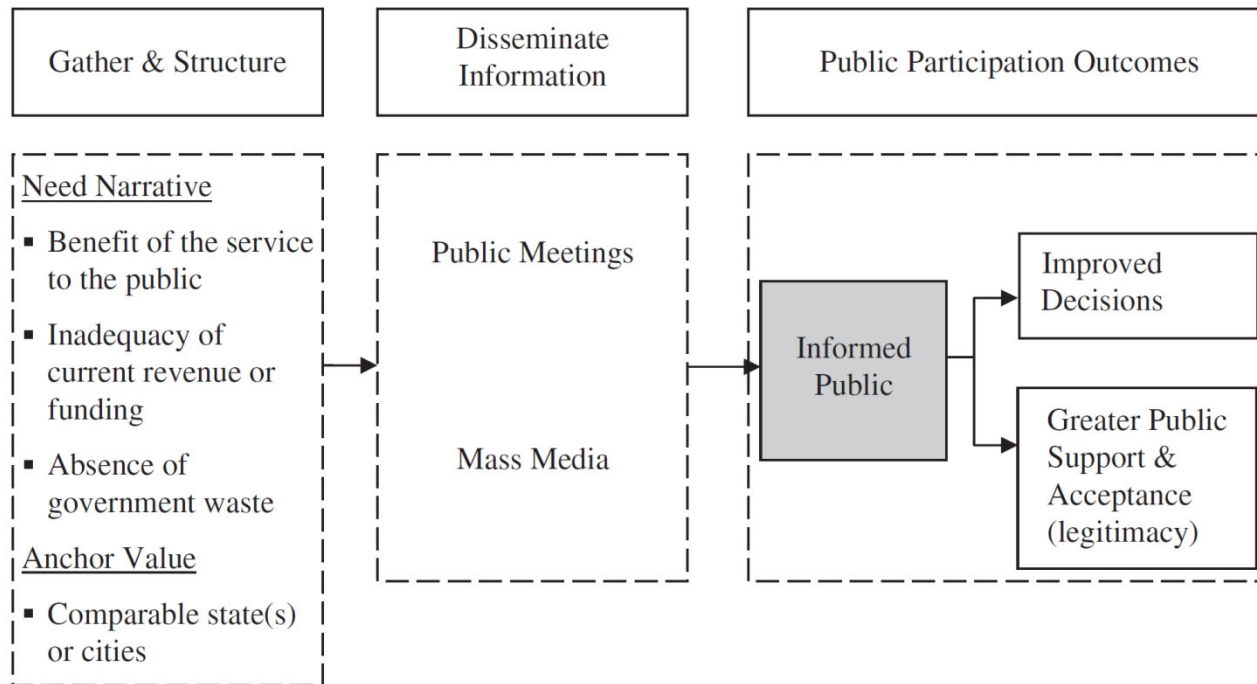 Gather & Structure
Disseminate
Information
Public Participation Outcomes
Need Narrative
▪ Benefit of the service
to the public
▪ Inadequacy of
current revenue or
funding
▪ Absence of
government waste
Anchor Value
▪ Comparable state(s)
or cities
Public Meetings
Mass Media
Informed
Public
Improved
Decisions
Greater Public
Support &
Acceptance
(legitimacy)